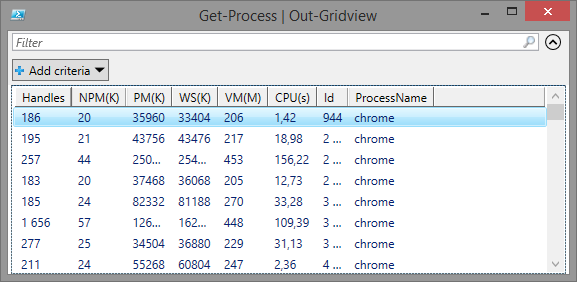 Get-Process | Out-Gridview
Filter
Add criteria
Handles NPM(K) PM(K) WS(K) VM(M) CPU(s) Id ProcessName
186 20 35960 33404 206 1,42 944 chrome
195 21 43756 43476 217 18,98 2 ... chrome
257 44 250... 254... 453 156,22 2 ... chrome
183 20 37468 36068 205 12,73 2 ... chrome
185 24 82332 81188 270 33,28 3 ... chrome
1 656 57 126... 162... 448 109,39 3 ... chrome
277 25 34504 36880 229 31,13 3 ... chrome
211 24 55268 60804 247 2,36 4 ... chrome